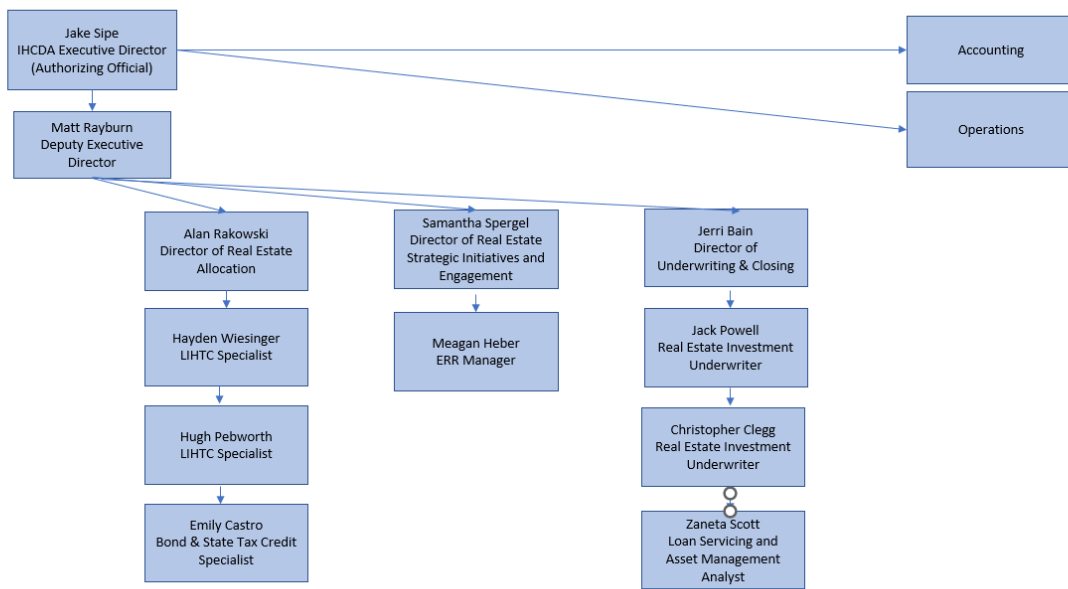 Jake Sipe
IHCDA Executive Director
(Authorizing Official)
Accounting
Operations
Matt Rayburn
Deputy Executive
Director
Alan Rakowski
Director of Real Estate
Allocation
Samantha Spergel
Director of Real Estate
Strategic Initiatives and
Engagement
Jerri Bain
Director of
Underwriting & Closing
Hayden Wiesinger
LIHTC Specialist
Meagan Heber
ERR Manager
Jack Powell
Real Estate Investment
Underwriter
Hugh Pebworth
LIHTC Specialist
Christopher Clegg
Real Estate Investment
Underwriter
Emily Castro
Bond & State Tax Credit
Specialist
Zaneta Scott
Loan Servicing and
Asset Management
Analyst